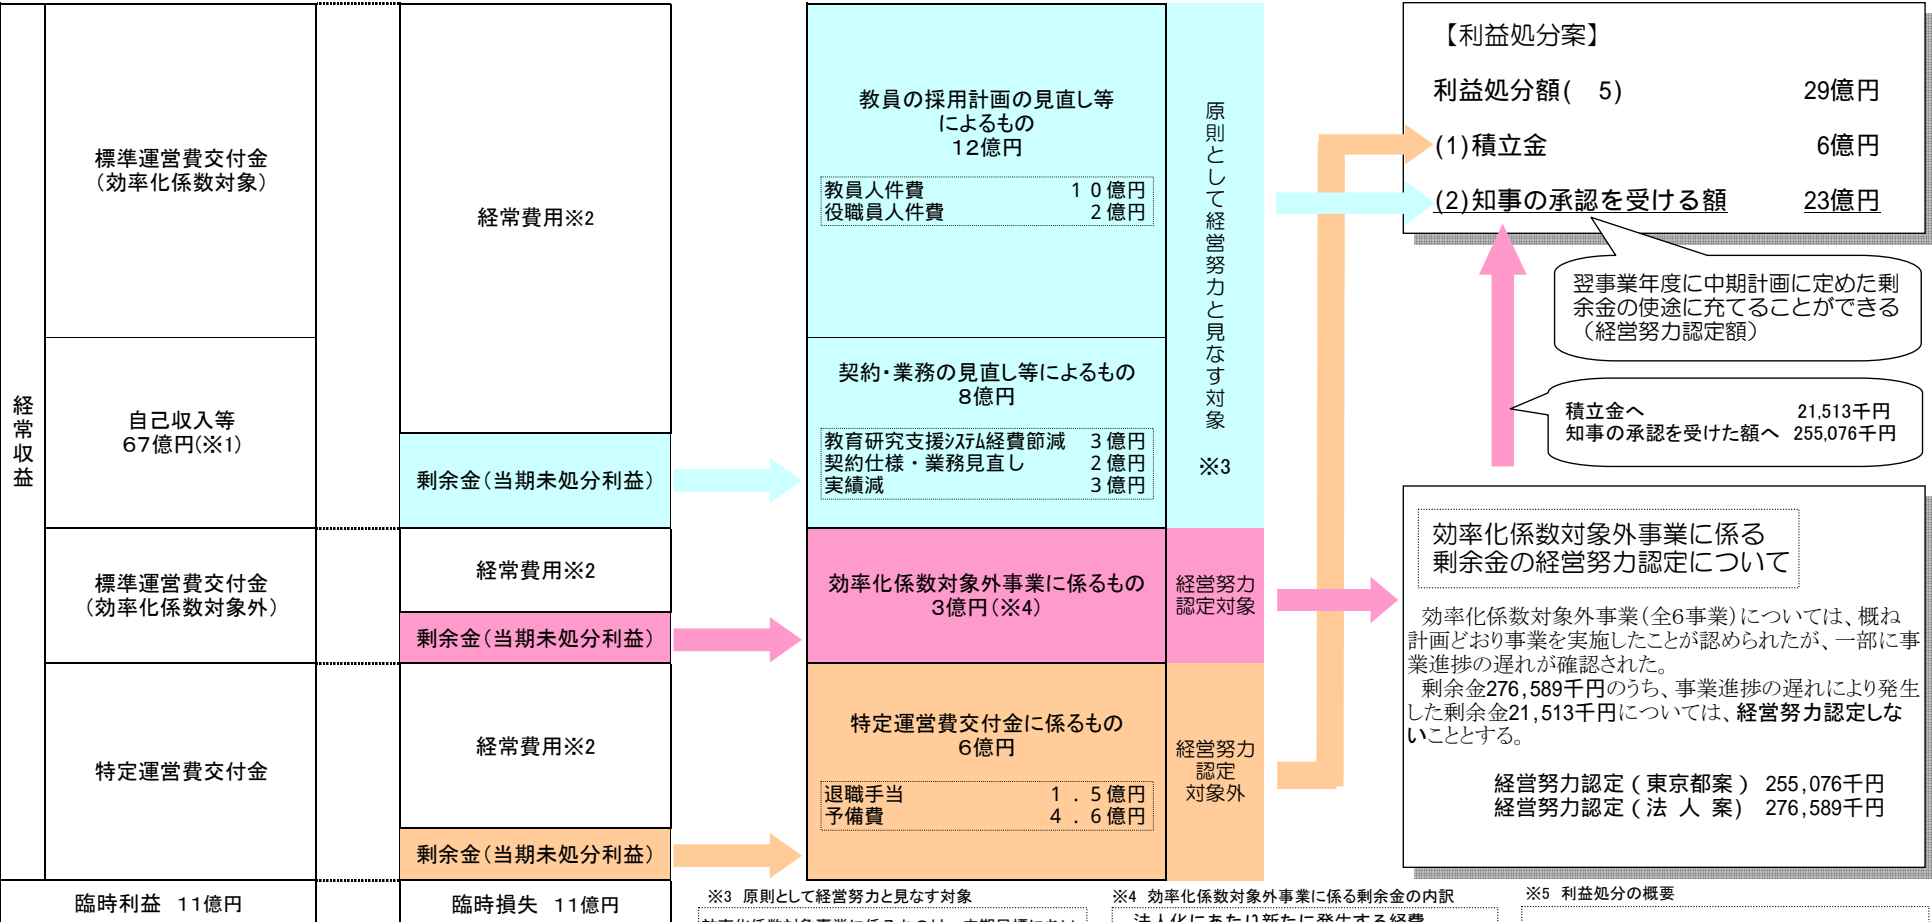 経常収益
標準運営費交付金
(効率化係数対象)
自己収入等
67億円(※1)
標準運営費交付金
(効率化係数対象外)
特定運営費交付金
臨時利益 11億円
経常費用※2
剰余金(当期未処分利益)
経常費用※2
剰余金(当期未処分利益)
経常費用※2
剰余金(当期未処分利益)
臨時損失 11億円
教員の採用計画の見直し等
によるもの
12億円
教員人件費 10億円
役職員人件費 2億円
契約・業務の見直し等によるもの
8億円
教育研究支援ｼｽﾃﾑ経費節減 3億円
契約仕様・業務見直し 2億円
実績減 3億円
効率化係数対象外事業に係るもの
3億円(※4)
特定運営費交付金に係るもの
6億円
退職手当 1.5億円
予備費 4.6億円
原則として経営努力と見なす対象
※3
経営努力
認定対象
経営努力
認定
対象外
【利益処分案】
利益処分額( 5) 29億円
(1)積立金 6億円
(2)知事の承認を受ける額 23億円
翌事業年度に中期計画に定めた剰
余金の使途に充てることができる
(経営努力認定額)
積立金へ 21,513千円
知事の承認を受けた額へ 255,076千円
効率化係数対象外事業に係る
剰余金の経営努力認定について
効率化係数対象外事業(全6事業)については、概ね
計画どおり事業を実施したことが認められたが、一部に事
業進捗の遅れが確認された。
剰余金276,589千円のうち、事業進捗の遅れにより発生
した剰余金21,513千円については、経営努力認定しな
いこととする。
経営努力認定(東京都案) 255,076千円
経営努力認定(法 人 案) 276,589千円
※3 原則として経営努力と見なす対象
※4 効率化係数対象外事業に係る剰余金の内訳
法人化にあたり新たに発生する経費
※5 利益処分の概要